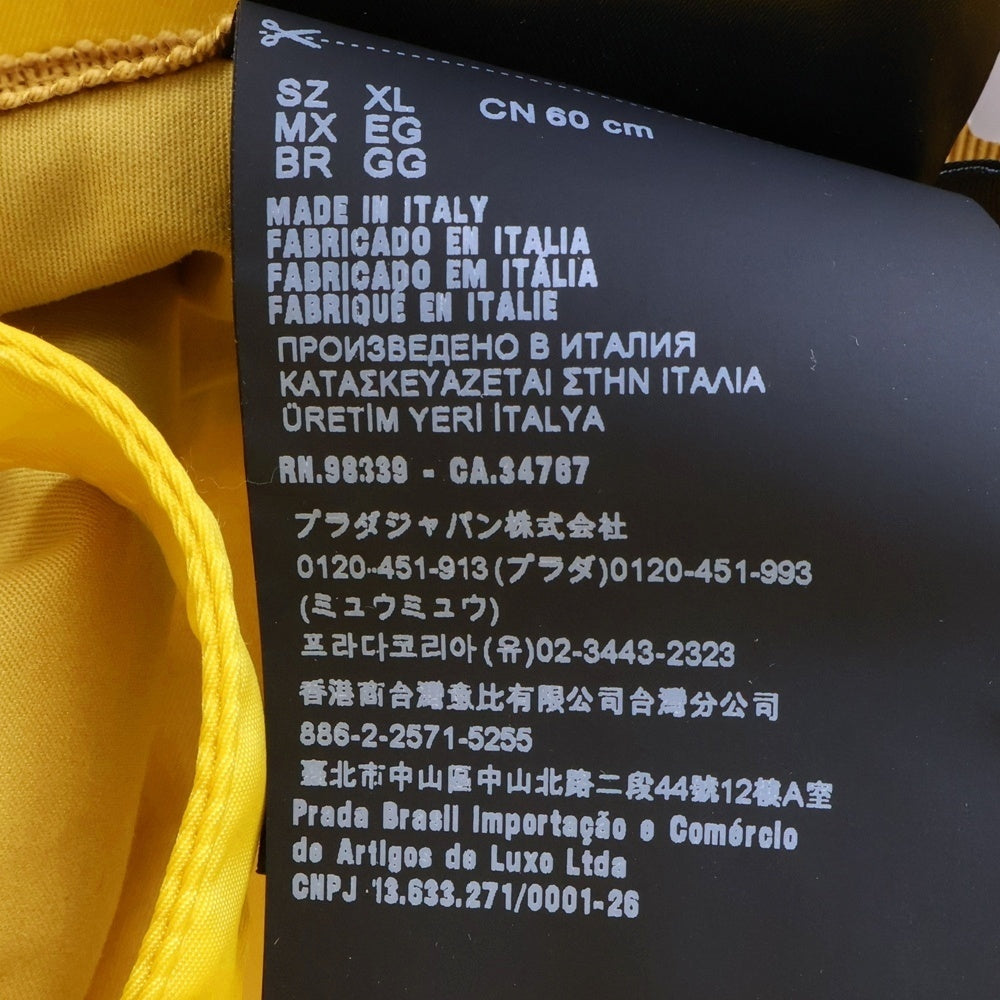 SZ XL CN 60 cm
MX EG
BR GG
MADE IN ITALY
FABRICADO EN ITALIA
FABRICADO EM ITÁLIA
FABRIQUÉ EN ITALIE
ПРОИЗВЕДЕНО В ИТАЛИЯ
ΚΑΤΑΣΚΕΥΑΖΕΤΑΙ ΣΤΗΝ ΙΤΑΛΙΑ
ÜRETİM YERİ İTALYA
RN.98339 - CA.34767
プラダジャパン株式会社
0120-451-913(プラダ)0120-451-993
(ミュウミュウ)
프라다코리아(유)02-3443-2323
香港商台灣意比有限公司台灣分公司
886-2-2571-5255
臺北市中山區中山北路二段44號12樓A室
Prada Brasil Importação e Comércio
de Artigos de Luxo Ltda
CNPJ 13.633.271/0001-26